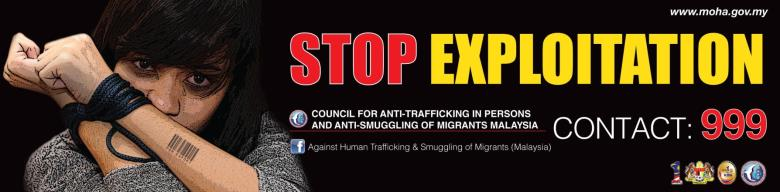 www.moha.gov.my
STOP EXPLOITATION
COUNCIL FOR ANTI-TRAFFICKING IN PERSONS
AND ANTI-SMUGGLING OF MIGRANTS MALAYSIA
CONTACT: 999
Against Human Trafficking & Smuggling of Migrants (Malaysia)